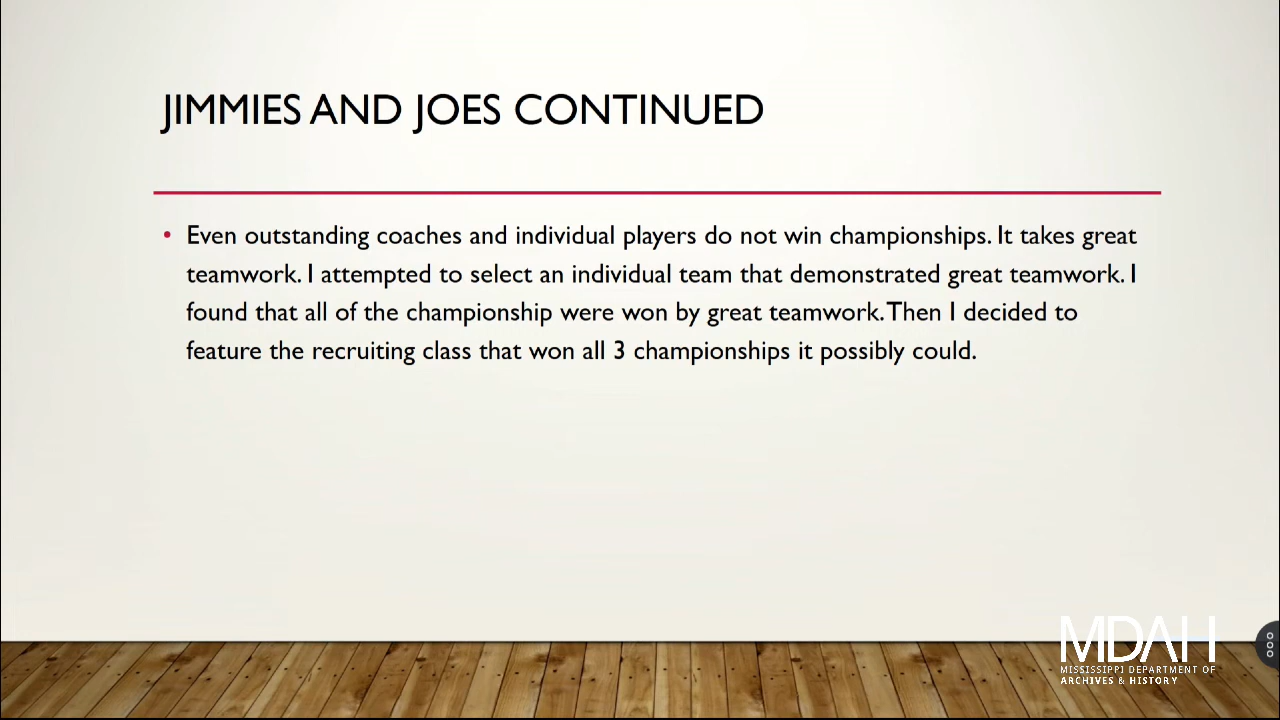 JIMMIES AND JOES CONTINUED
• Even outstanding coaches and individual players do not win championships. It takes great
teamwork. I attempted to select an individual team that demonstrated great teamwork. I
found that all of the championship were won by great teamwork. Then I decided to
feature the recruiting class that won all 3 championships it possibly could.
MDAH
MISSISSIPPI DEPARTMENT OF
ARCHIVES & HISTORY